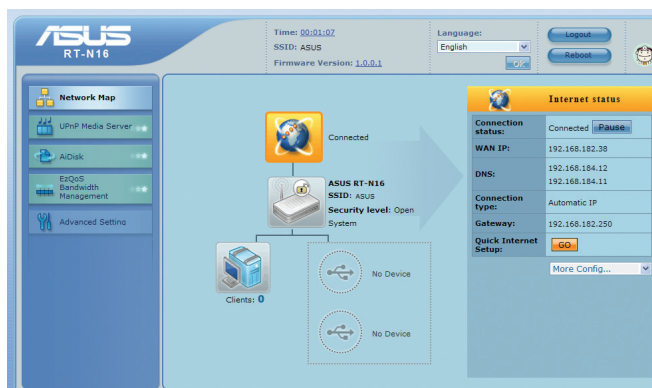 ASUS
RT-N16
Time: 00:01:07
SSID: ASUS
Firmware Version: 1.0.0.1
Language:
English
OK
Logout
Reboot
Network Map
UPnP Media Server
AiDisk
EzQoS
Bandwidth
Management
Advanced Setting
Connected
ASUS RT-N16
SSID: ASUS
Security level: Open
System
Clients: 0
No Device
No Device
Internet status
Connection
status:
Connected Pause
WAN IP: 192.168.182.38
DNS: 192.168.184.12
192.168.184.11
Connection
type:
Automatic IP
Gateway: 192.168.182.250
Quick Internet
Setup:
GO
More Config...